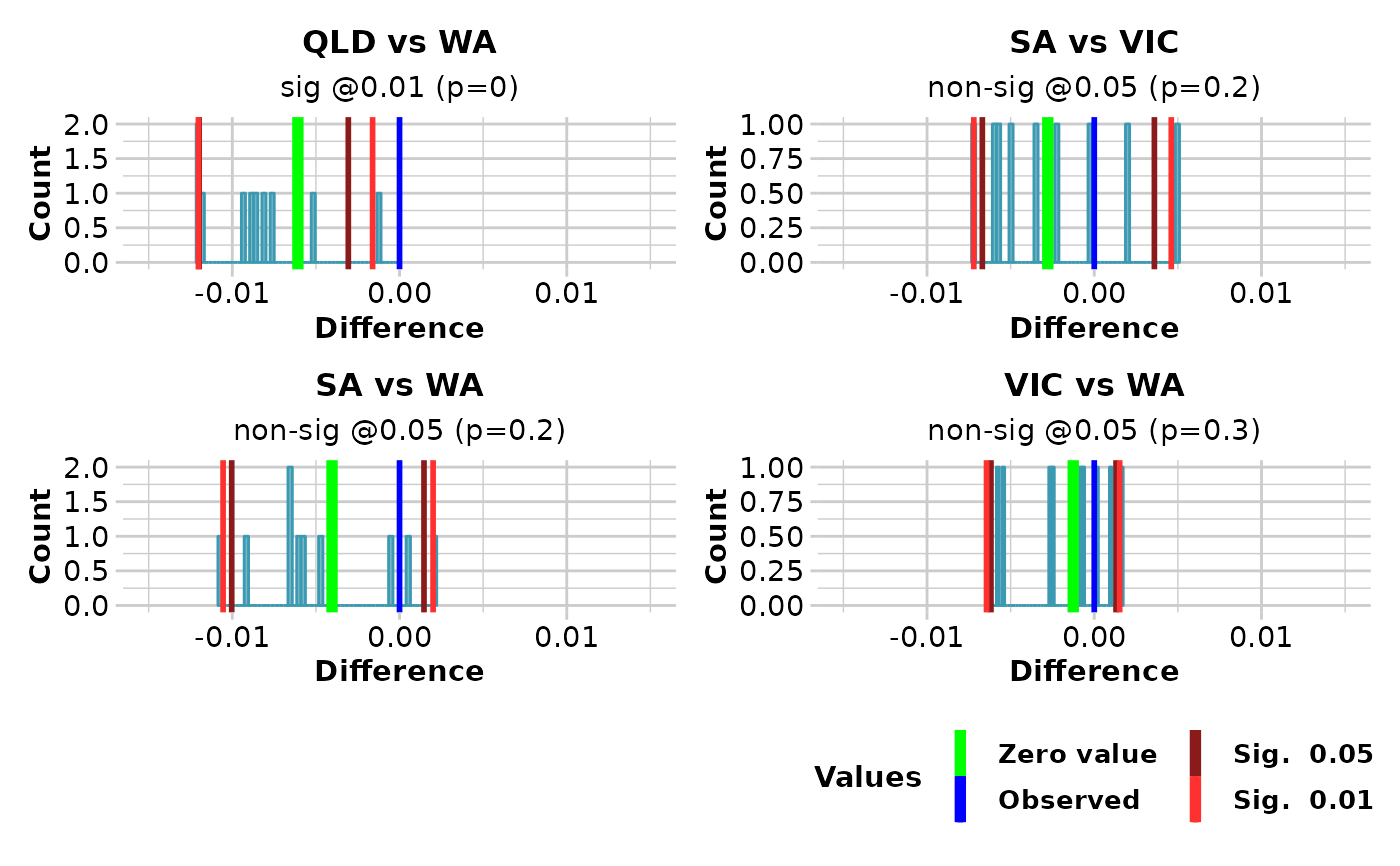 QLD vs WA
sig @0.01 (p=0)
2.0
1.5
1.0
0.5
0.0
Count
-0.01 0.00 0.01
Difference
SA vs VIC
non-sig @0.05 (p=0.2)
1.00
0.75
0.50
0.25
0.00
Count
-0.01 0.00 0.01
Difference
SA vs WA
non-sig @0.05 (p=0.2)
2.0
1.5
1.0
0.5
0.0
Count
-0.01 0.00 0.01
Difference
VIC vs WA
non-sig @0.05 (p=0.3)
1.00
0.75
0.50
0.25
0.00
Count
-0.01 0.00 0.01
Difference
Values
Zero value
Observed
Sig. 0.05
Sig. 0.01